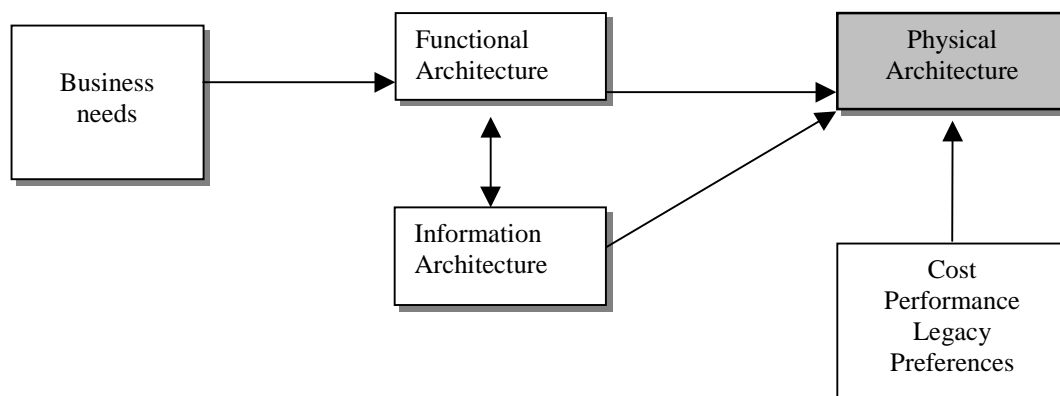 Business
needs
Functional
Architecture
Information
Architecture
Physical
Architecture
Cost
Performance
Legacy
Preferences